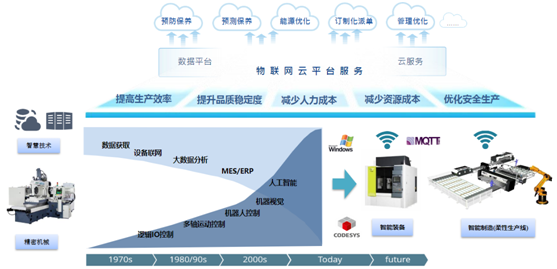 预防保养 预测保养 能源优化 订制化派单 管理优化 ......
数据平台 云服务
物联网云平台服务
提高生产效率 提升品质稳定度 减少人力成本 减少资源成本 优化安全生产
智慧技术
数据获取
设备联网
大数据分析
MES/ERP
人工智能
机器视觉
机器人控制
多轴运动控制
逻辑IO控制
精密机械
Windows
MQTT
CODESYS
智能装备
智能制造(柔性生产线)
1970s 1980/90s 2000s Today future